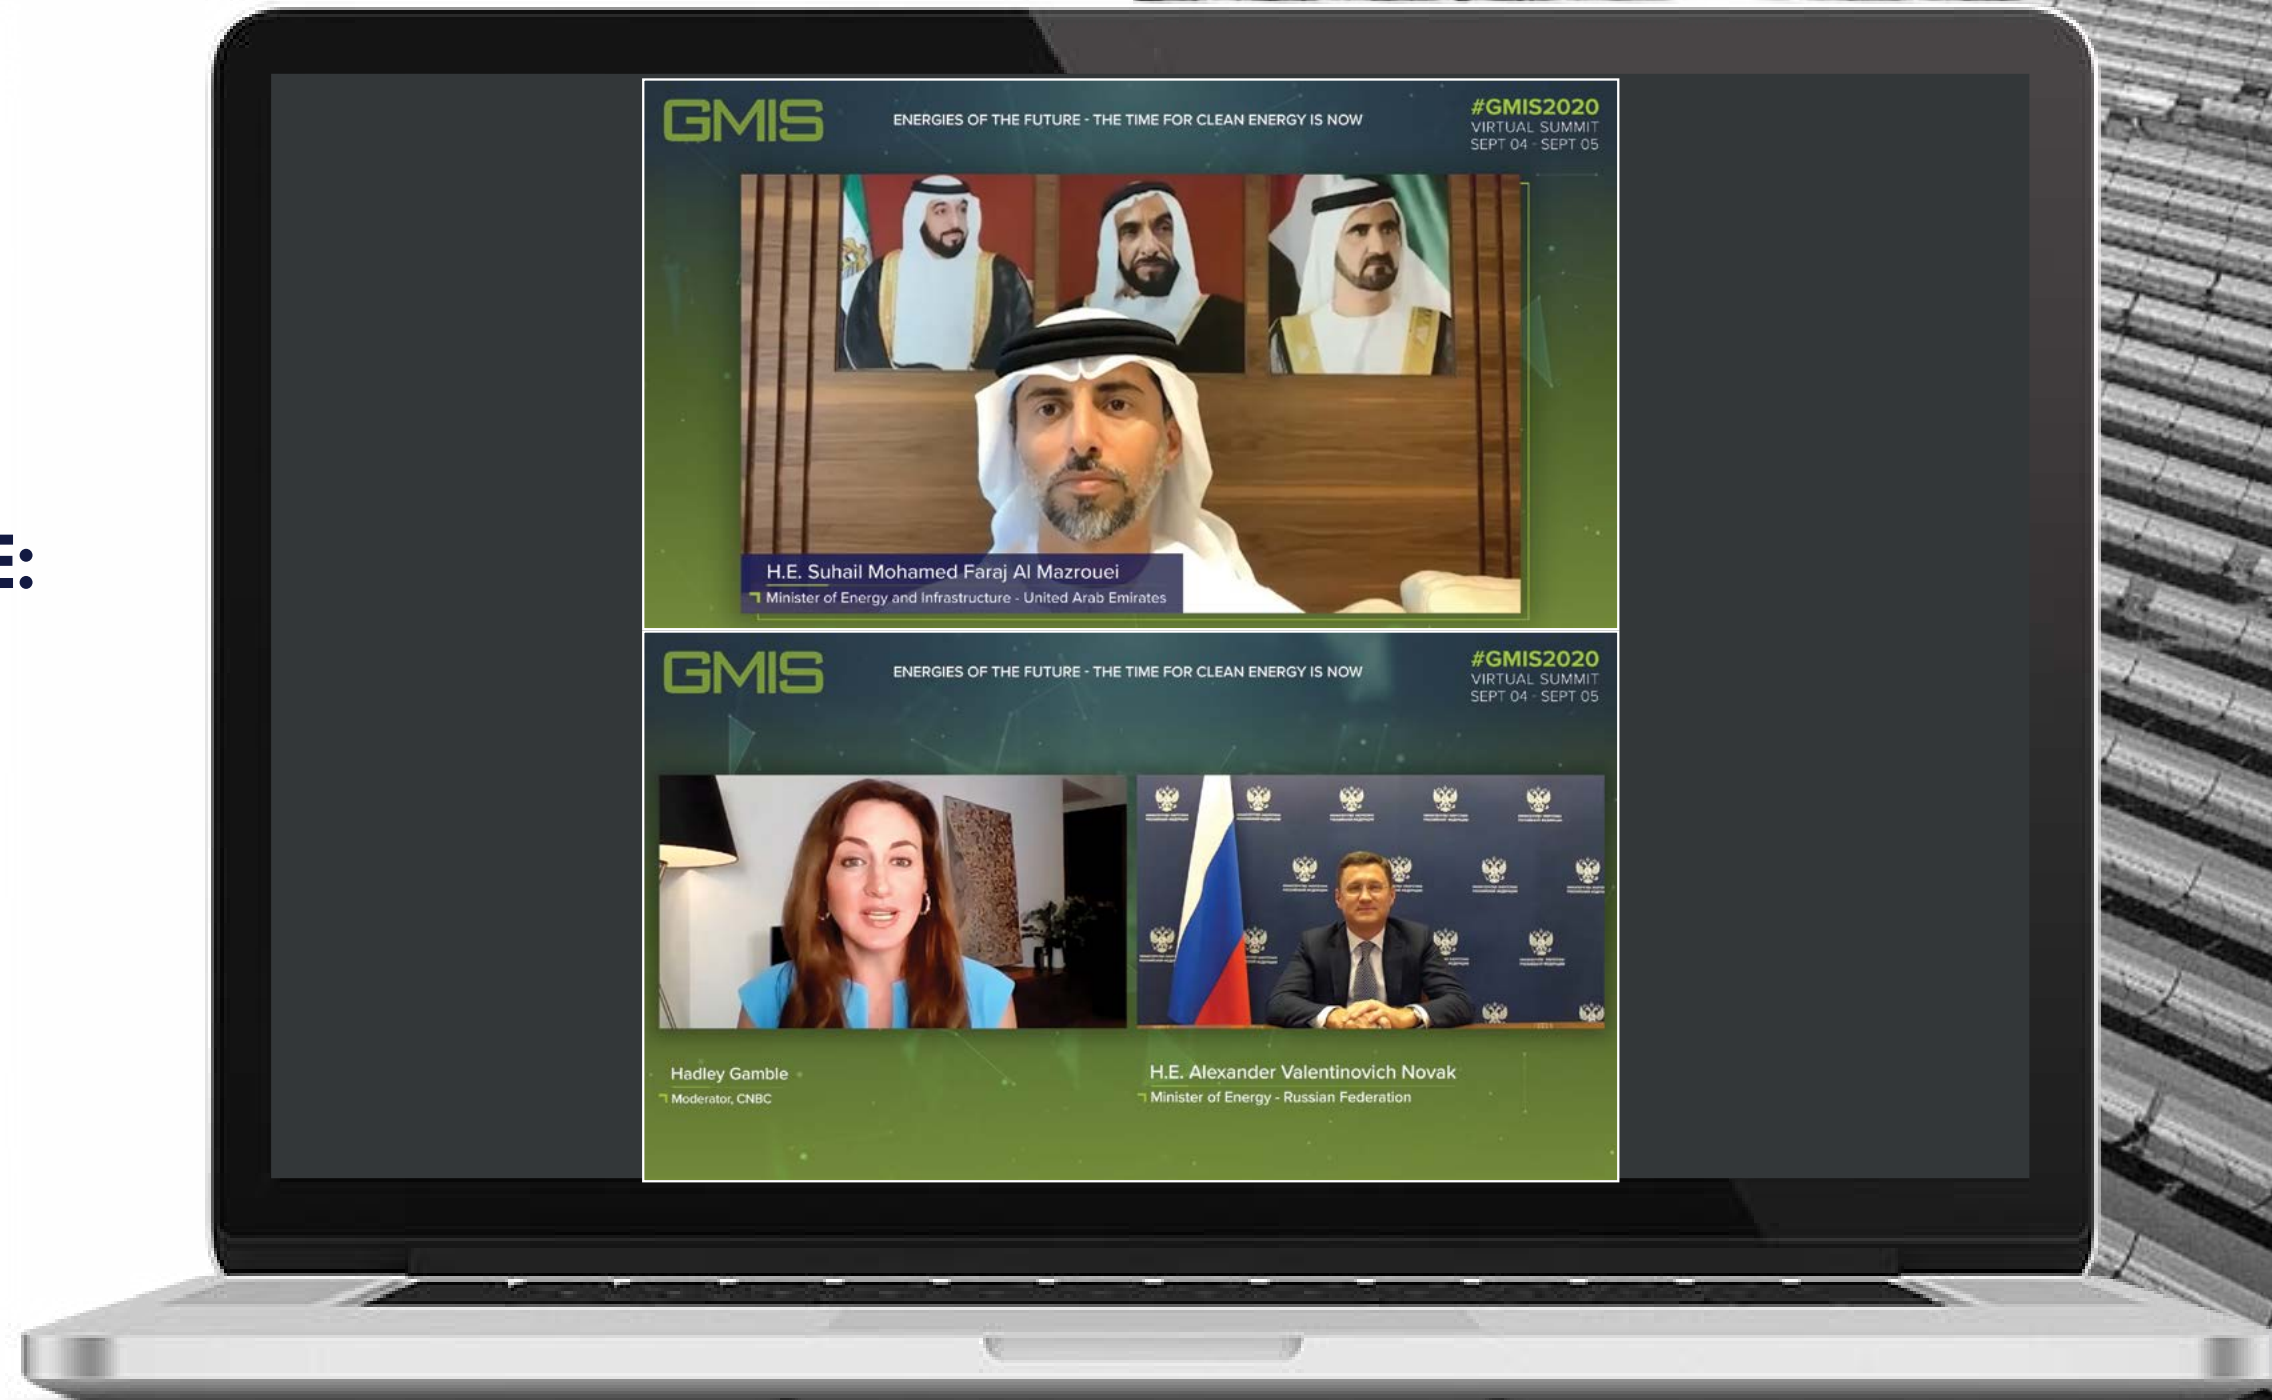 E:
GMIS
ENERGIES OF THE FUTURE - THE TIME FOR CLEAN ENERGY IS NOW
#GMIS2020
VIRTUAL SUMMIT
SEPT 04 - SEPT 05
H.E. Suhail Mohamed Faraj Al Mazrouei
Minister of Energy and Infrastructure - United Arab Emirates
GMIS
ENERGIES OF THE FUTURE - THE TIME FOR CLEAN ENERGY IS NOW
#GMIS2020
VIRTUAL SUMMIT
SEPT 04 - SEPT 05
Hadley Gamble
Moderator, CNBC
H.E. Alexander Valentinovich Novak
Minister of Energy - Russian Federation